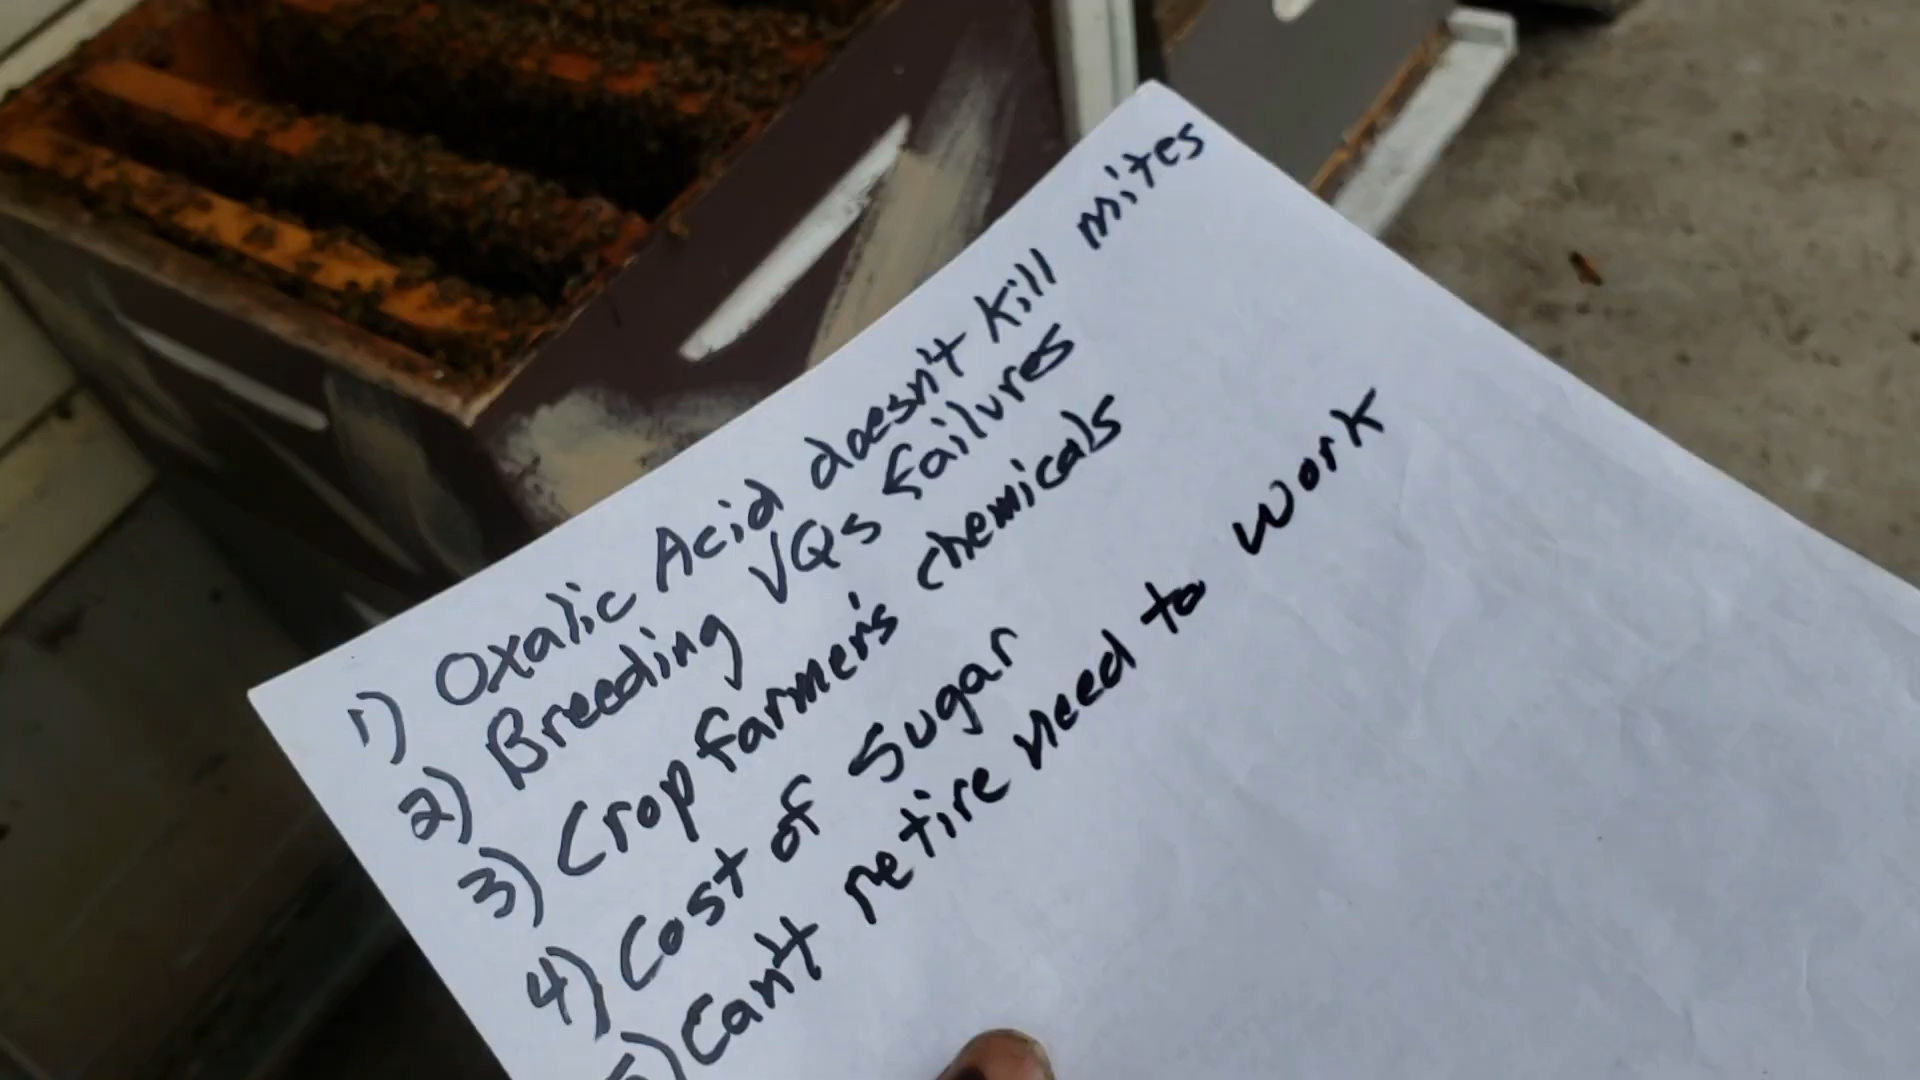 1) Oxalic Acid doesn't kill mites
2) Breeding VQs failures
3) Crop farmer's chemicals
4) Cost of Sugar
5) Can't retire need to work